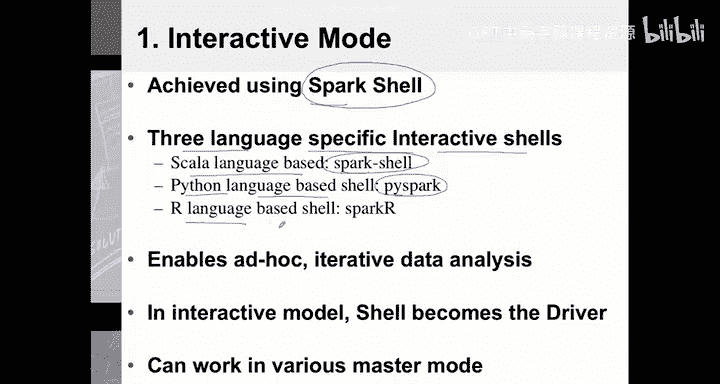 1. Interactive Mode
bilibili
• Achieved using Spark Shell
• Three language specific Interactive shells
– Scala language based: spark-shell
– Python language based shell: pyspark
– R language based shell: sparkR
• Enables ad-hoc, iterative data analysis
• In interactive model, Shell becomes the Driver
• Can work in various master mode